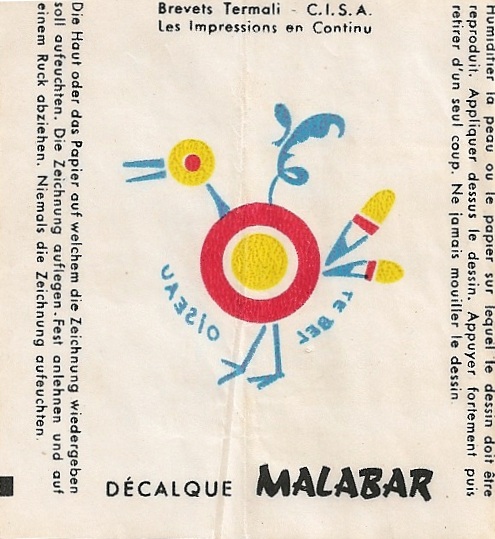 Brevets Termali - C.I.S.A.
Les Impressions en Continu
Humidifier la peau ou le papier sur lequel le dessin doit être
reproduit. Appliquer dessus le dessin. Appuyer fortement puis
retirer d'un seul coup. Ne jamais mouiller le dessin.
Die Haut oder das Papier auf welchem die Zeichnung wiedergeben
soll aufeuchten. Die Zeichnung auflegen. Fest anlehnen und auf
einem Ruck abziehen. Niemals die Zeichnung aufeuchten.
LE BEL
OISEAU
DÉCALQUE MALABAR